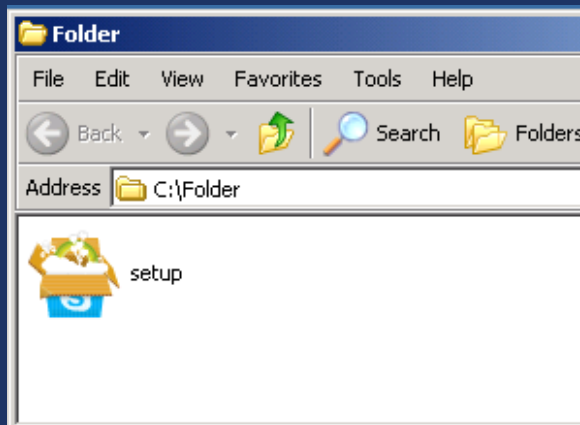 Folder
File Edit View Favorites Tools Help
Back Search Folders
Address C:\Folder
setup
S